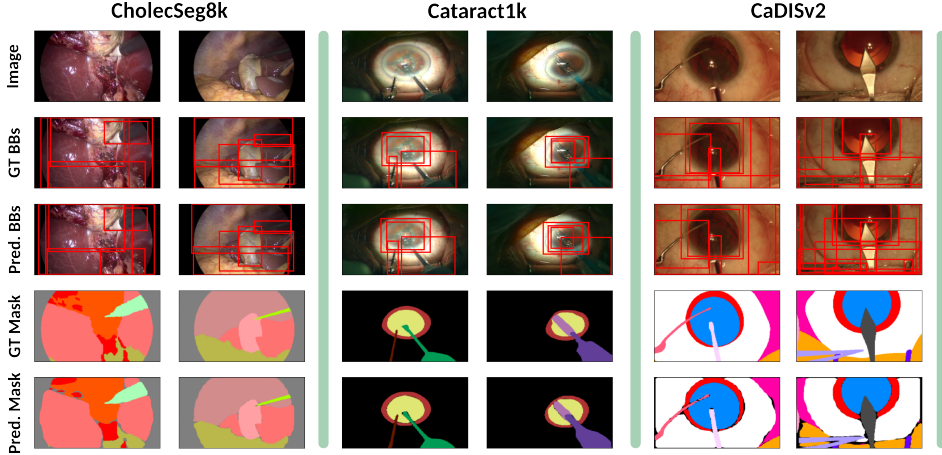 CholecSeg8k
Cataract1k
CaDISv2
Image
GT BBs
Pred. BBs
GT Mask
Pred. Mask